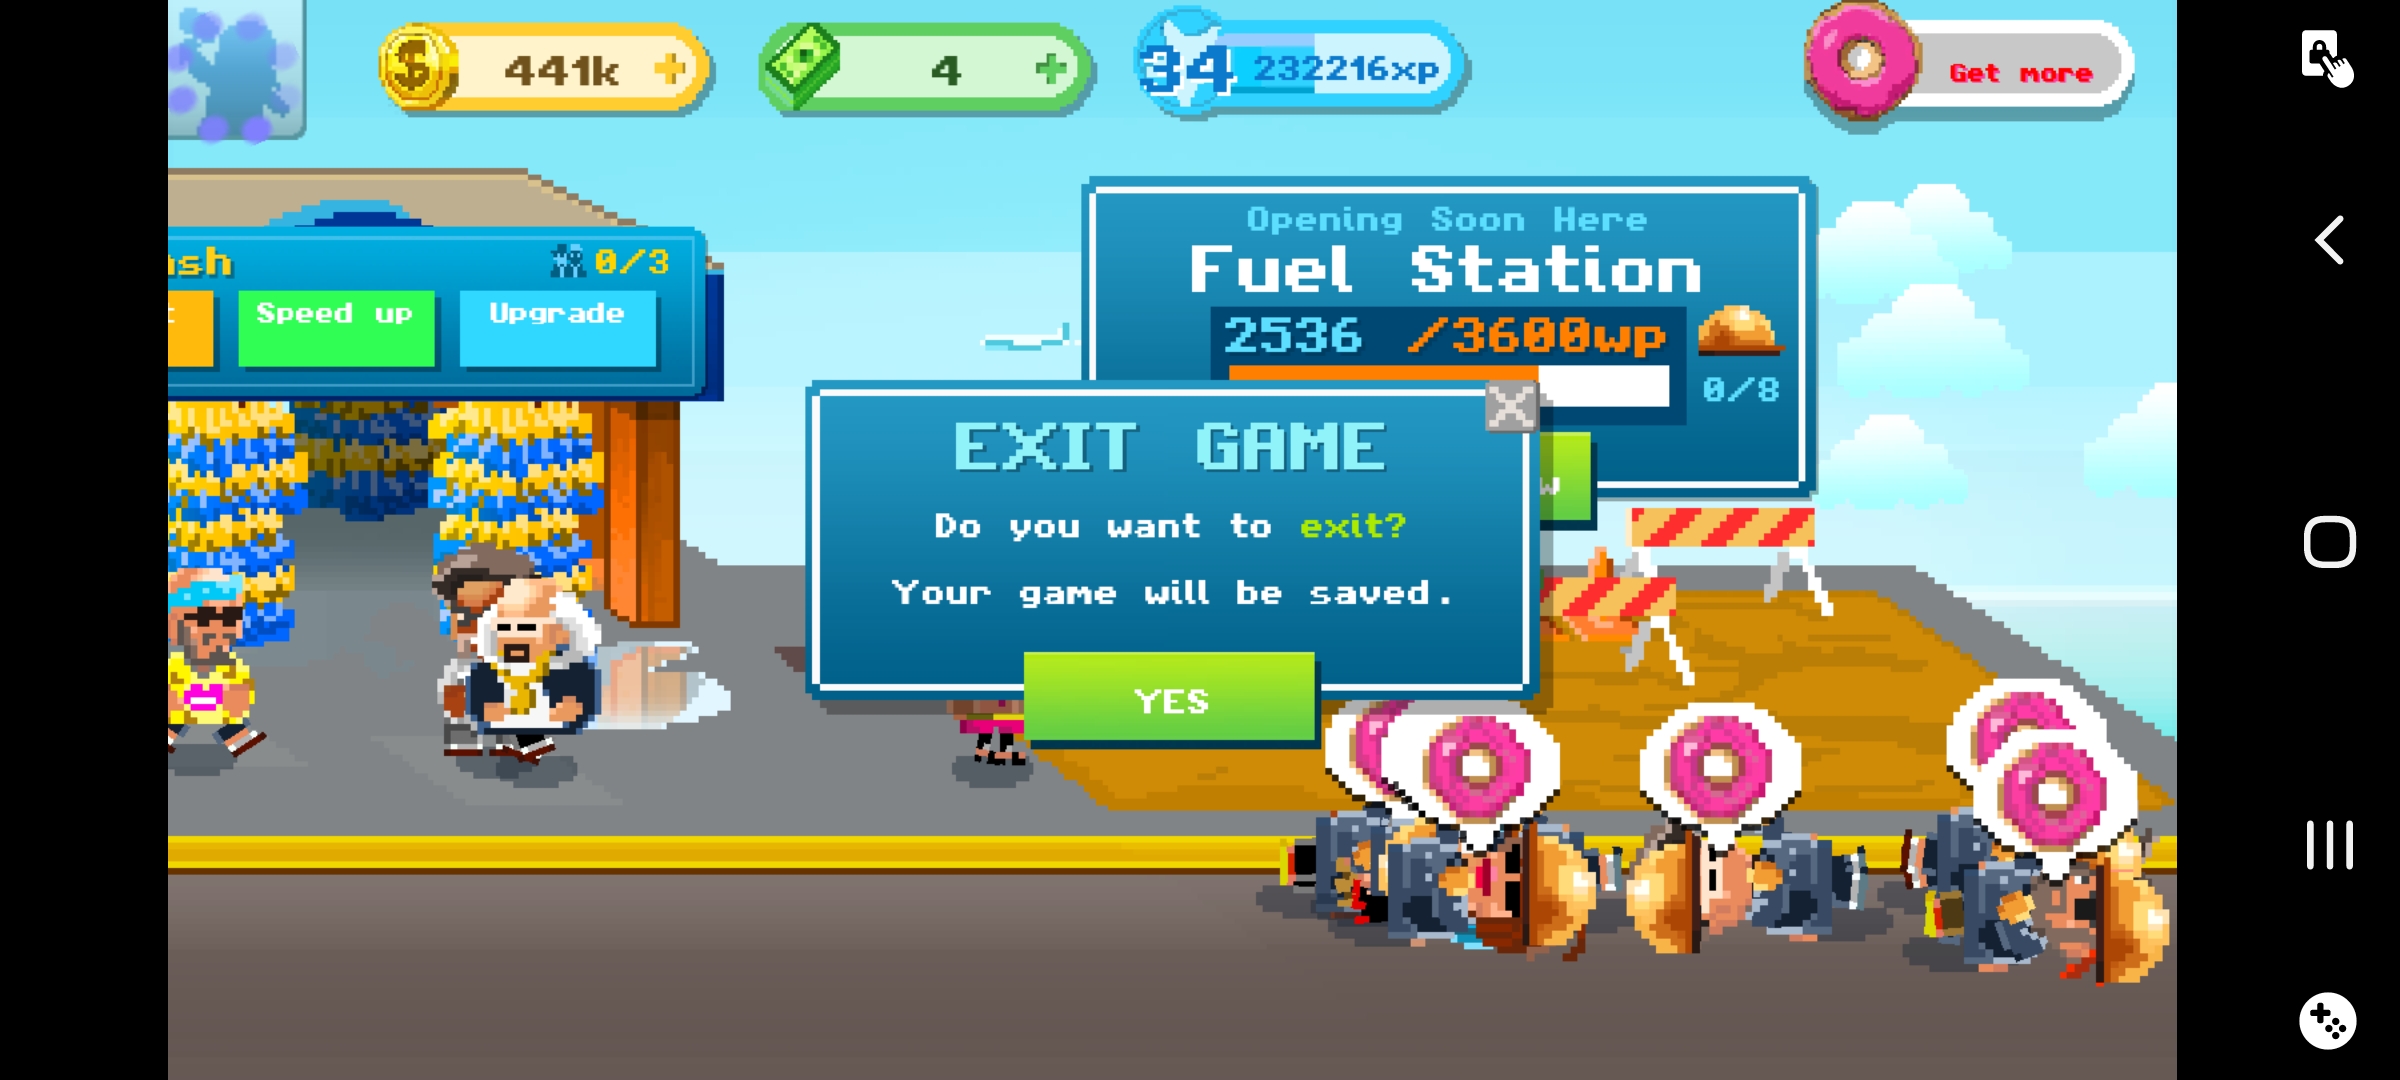 441k
4
34 232216xp
Get more
Opening Soon Here
Fuel Station
2536 /3600wp
0/8
0/3
Speed up
Upgrade
EXIT GAME
Do you want to exit?
Your game will be saved.
YES